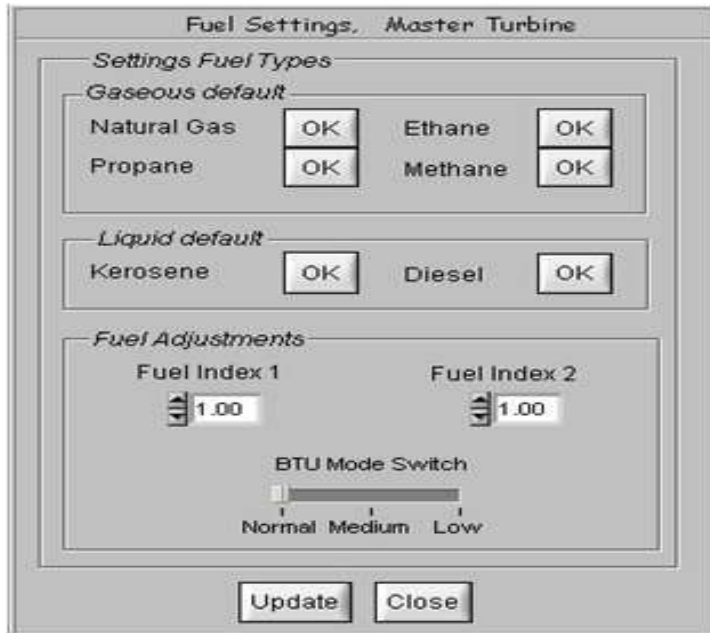 Fuel Settings, Master Turbine
Settings Fuel Types
Gaseous default
Natural Gas OK Ethane OK
Propane OK Methane OK
Liquid default
Kerosene OK Diesel OK
Fuel Adjustments
Fuel Index 1 Fuel Index 2
1.00 1.00
BTU Mode Switch
Normal Medium Low
Update Close